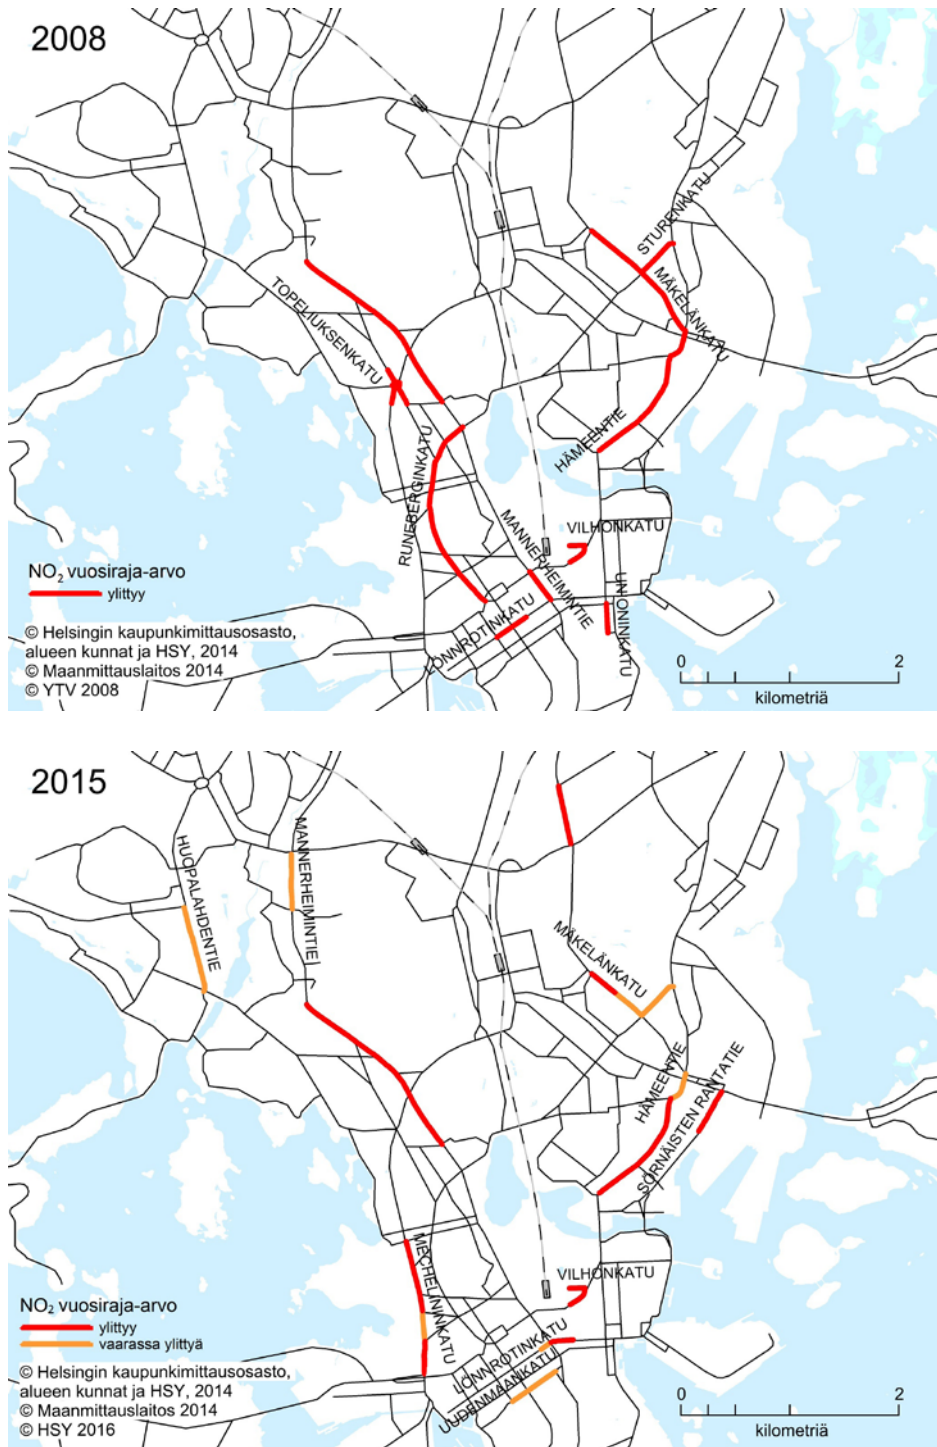 2008
STURENKATU
MÄKELÄNKATU
TOPELIUKSENKATU
HÄMEENTIE
RUNEBERGINKATU
MANNERHEIMINTIE
VILHONKATU
UNIONINKATU
LÖNNROTINKATU
NO₂ vuosiraja-arvo
ylittyy
© Helsingin kaupunkimittausosasto,
alueen kunnat ja HSY, 2014
© Maanmittauslaitos 2014
© YTV 2008
0 2
kilometriä
2015
HUOPALAHDENTIE
MANNERHEIMINTIE
MÄKELÄNKATU
HÄMEENTIE
SÖRNÄISTEN RANTATIE
MECHELININKATU
VILHONKATU
LÖNNROTINKATU
UUDENMAANKATU
NO₂ vuosiraja-arvo
ylittyy
vaarassa ylittyä
© Helsingin kaupunkimittausosasto,
alueen kunnat ja HSY, 2014
© Maanmittauslaitos 2014
© HSY 2016
0 2
kilometriä